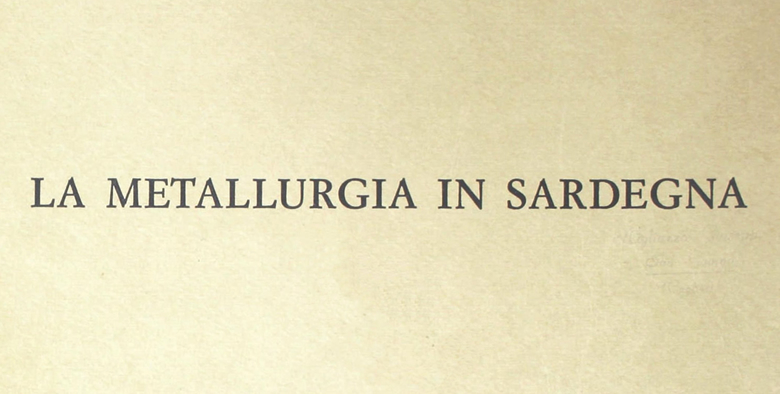 LA METALLURGIA IN SARDEGNA